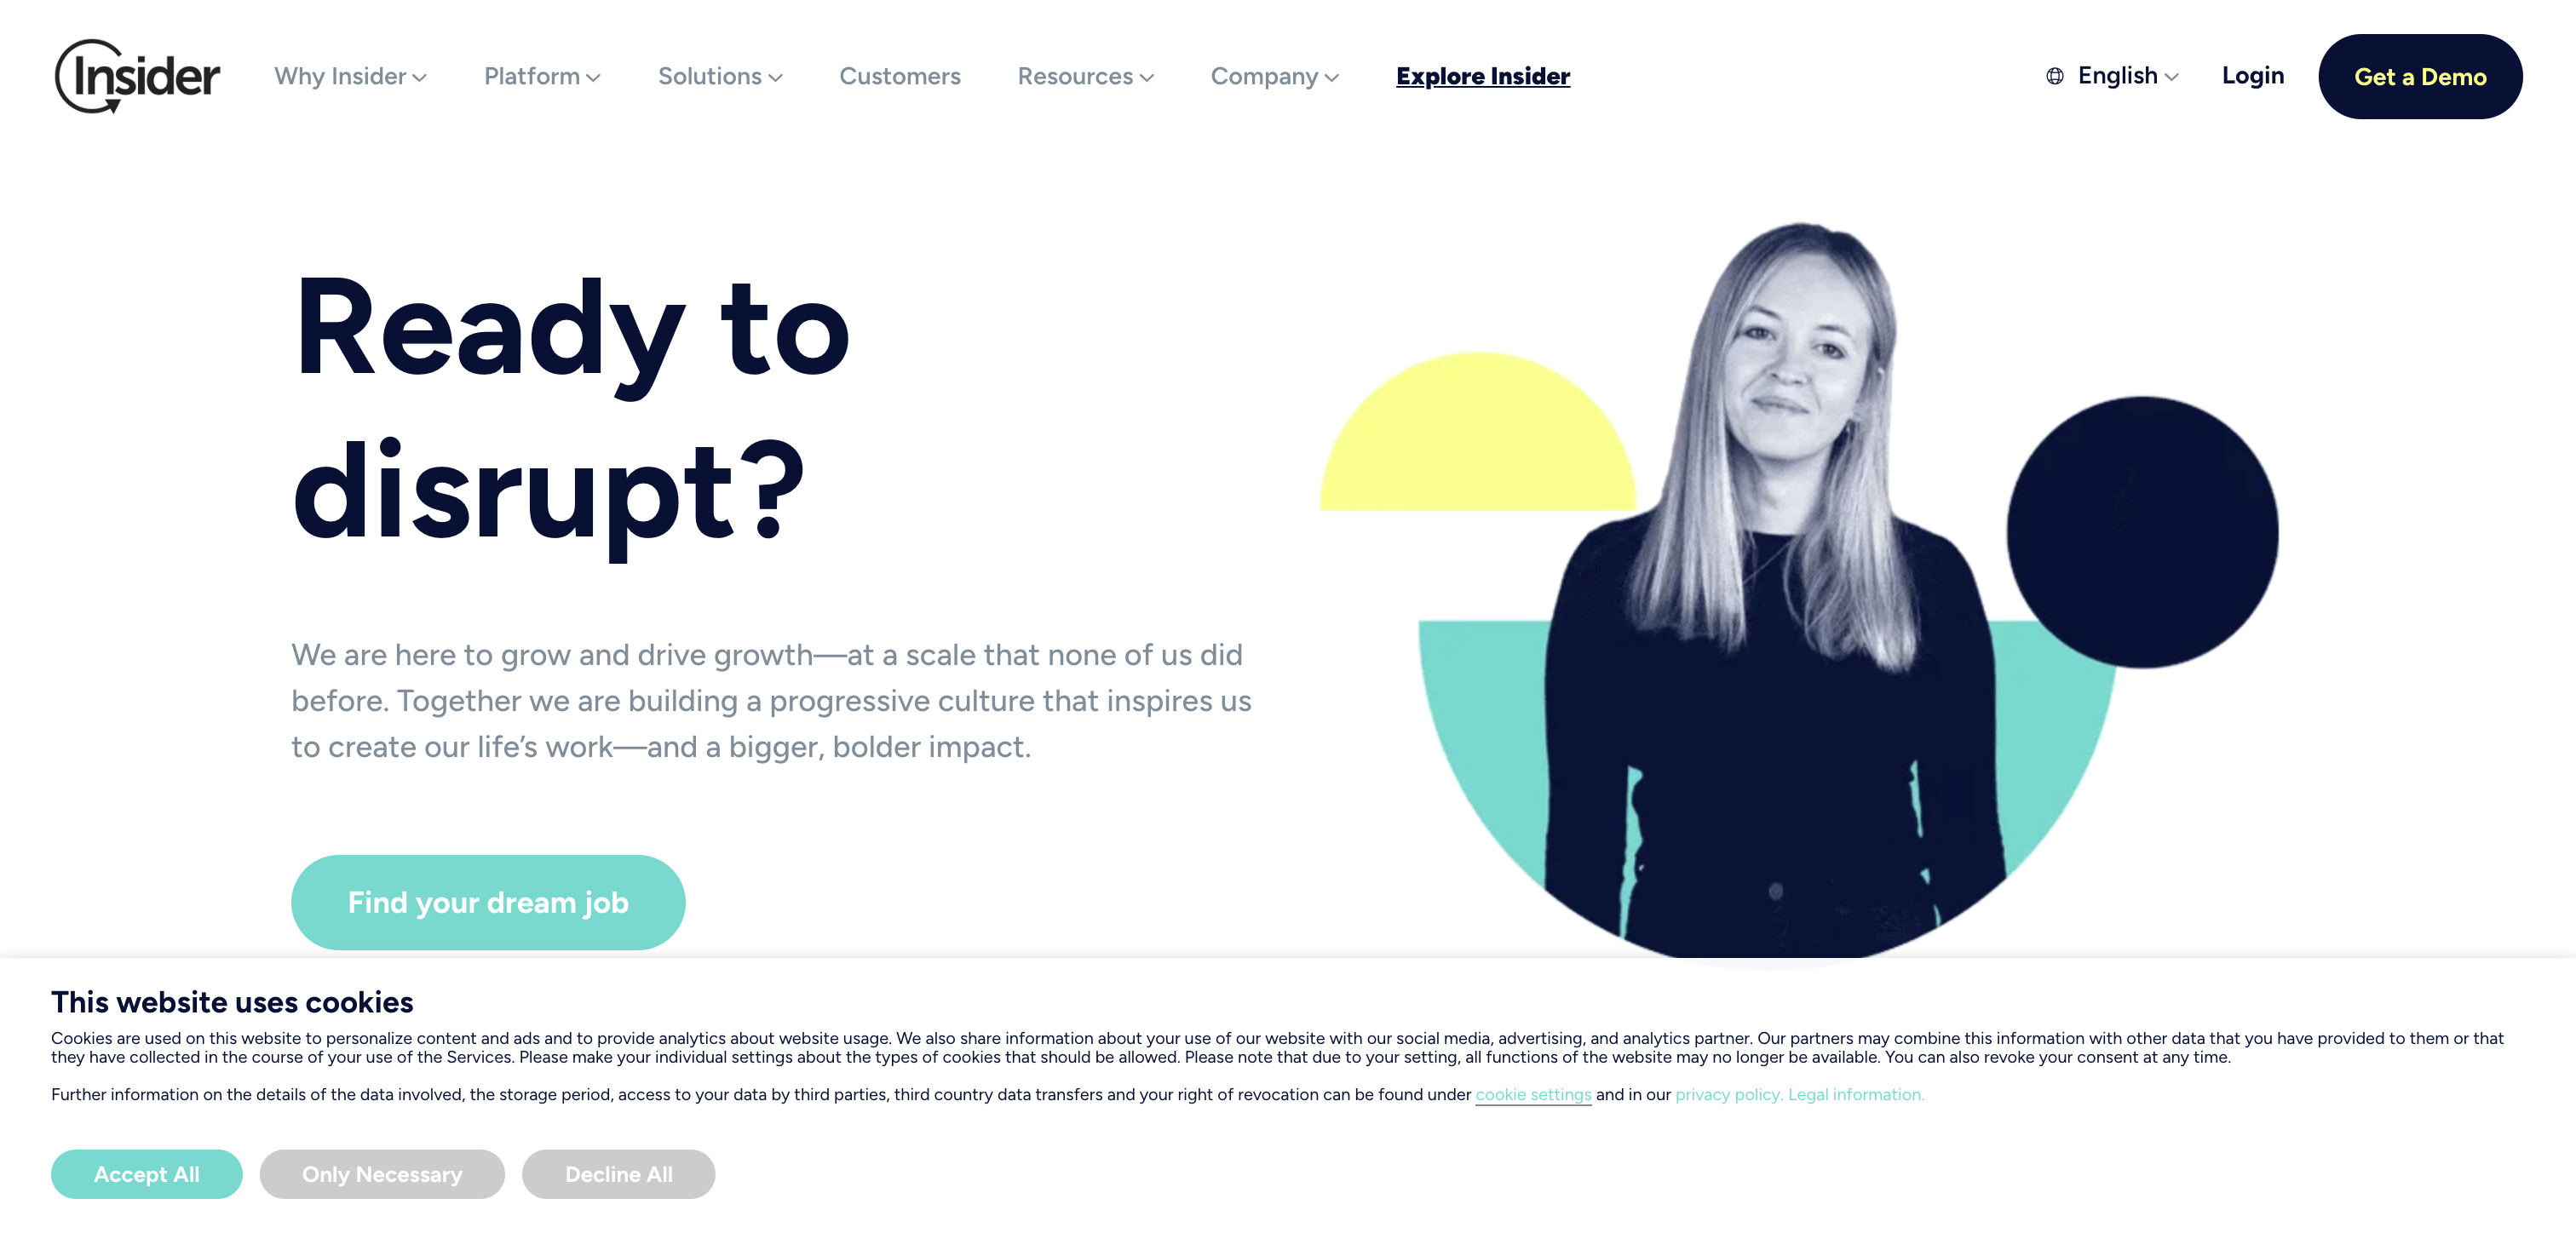 Insider
Why Insider
Platform
Solutions
Customers
Resources
Company
Explore Insider
English
Login
Get a Demo
Ready to
disrupt?
We are here to grow and drive growth—at a scale that none of us did
before. Together we are building a progressive culture that inspires us
to create our life’s work—and a bigger, bolder impact.
Find your dream job
This website uses cookies
Cookies are used on this website to personalize content and ads and to provide analytics about website usage. We also share information about your use of our website with our social media, advertising, and analytics partner. Our partners may combine this information with other data that you have provided to them or that
they have collected in the course of your use of the Services. Please make your individual settings about the types of cookies that should be allowed. Please note that due to your setting, all functions of the website may no longer be available. You can also revoke your consent at any time.
Further information on the details of the data involved, the storage period, access to your data by third parties, third country data transfers and your right of revocation can be found under cookie settings and in our privacy policy. Legal information.
Accept All
Only Necessary
Decline All